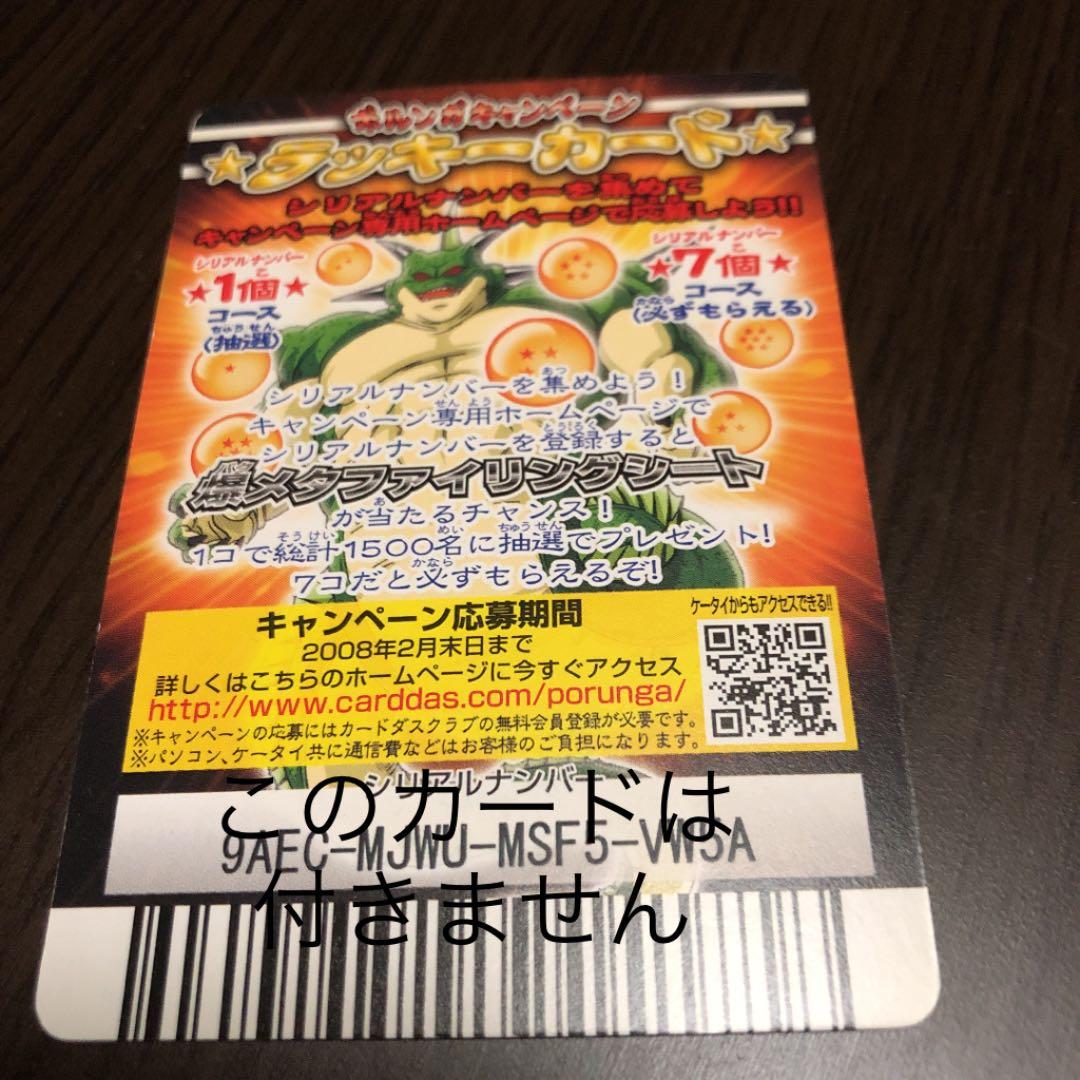 ポルンガキャンペーン
★ラッキーカード★
シリアルナンバーを集めて
キャンペーン専用ホームページで応募しよう!!
シリアルナンバー
★1個★
コース
(抽選)
シリアルナンバー
★7個★
コース
(必ずもらえる)
シリアルナンバーを集めよう!
キャンペーン専用ホームページで
シリアルナンバーを登録すると
爆メタファイリングシート
が当たるチャンス!
1コで総計1500名に抽選でプレゼント!
7コだと必ずもらえるぞ!
キャンペーン応募期間
2008年2月末日まで
詳しくはこちらのホームページに今すぐアクセス
http://www.carddas.com/porunga/
※キャンペーンの応募にはカードダスクラブの無料会員登録が必要です。
※パソコン、ケータイ共に通信費などはお客様のご負担になります。
ケータイからもアクセスできる!!
シリアルナンバー
9AEC-MJWU-MSF5-VW5A
このカードは
付きません